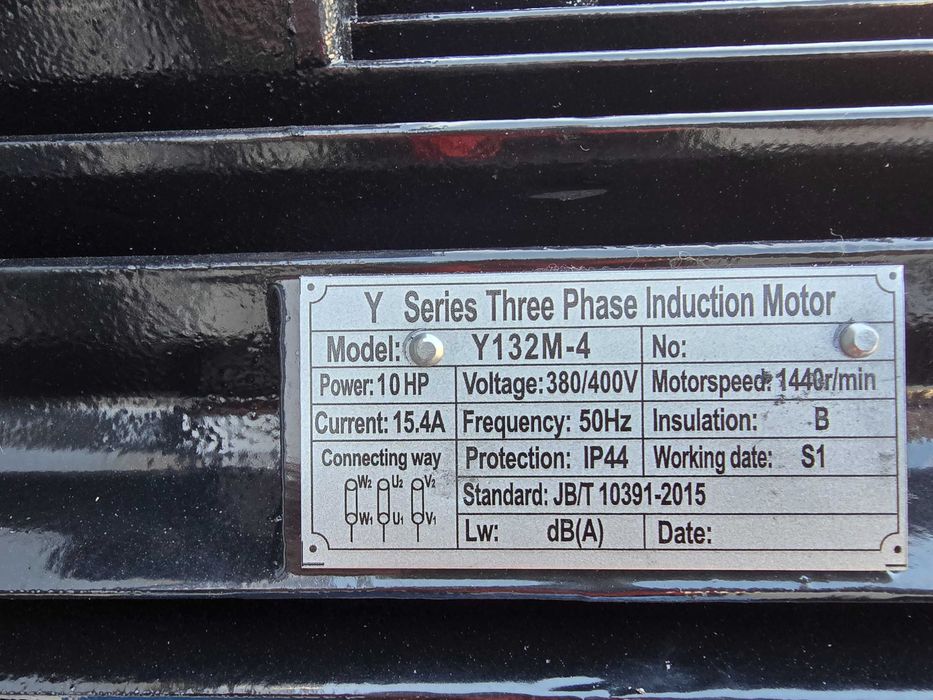 Y Series Three Phase Induction Motor
Model: Y132M-4 No:
Power: 10 HP Voltage: 380/400V Motorspeed: 1440r/min
Current: 15.4A Frequency: 50Hz Insulation: B
Connecting way Protection: IP44 Working date: S1
W2 U2 V2 Standard: JB/T 10391-2015
W1 U1 V1 Lw: dB(A) Date: